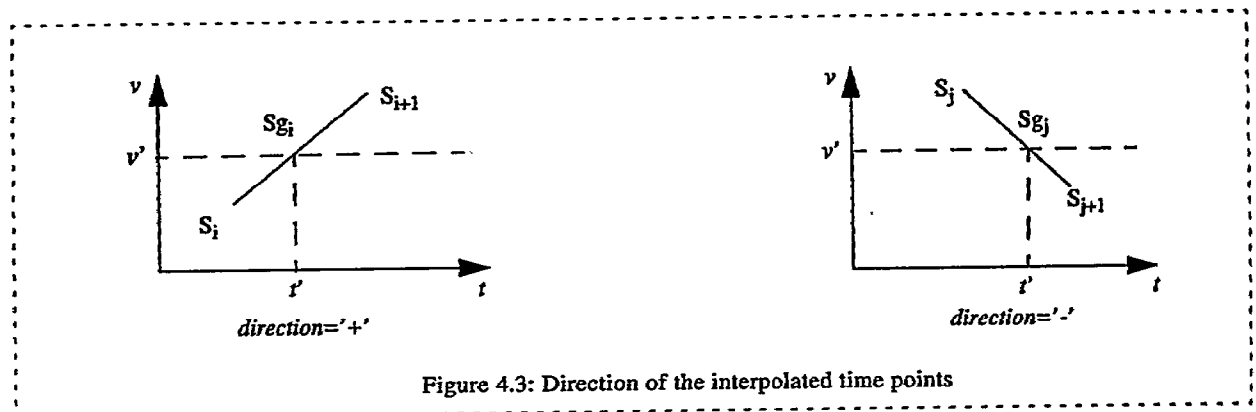 v
S_{i+1}
Sg_i
v'
S_i
t'
t
direction='+'
v
S_j
Sg_j
v'
S_{j+1}
t'
t
direction='-'
Figure 4.3: Direction of the interpolated time points